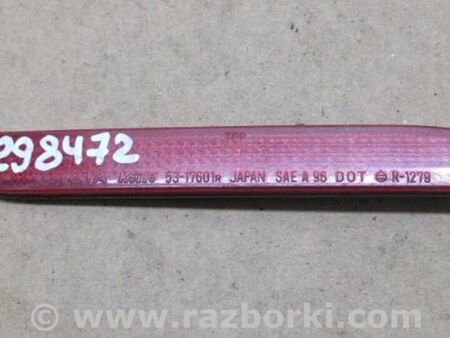 TOP
298472
53-17601R JAPAN SAE A 96 DOT R-1279
www.razborki.com